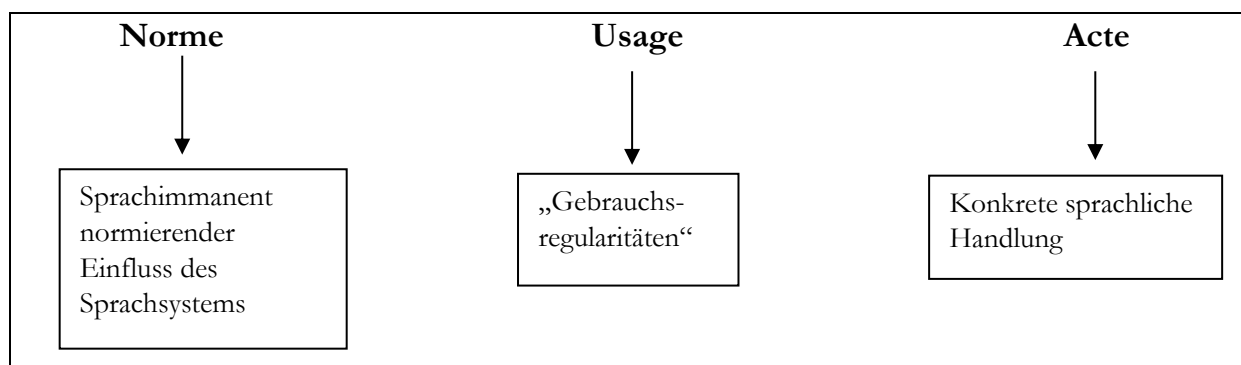 Norme
Usage
Acte
Sprachimmanent
normierender
Einfluss des
Sprachsystems
„Gebrauchs-
regularitäten“
Konkrete sprachliche
Handlung